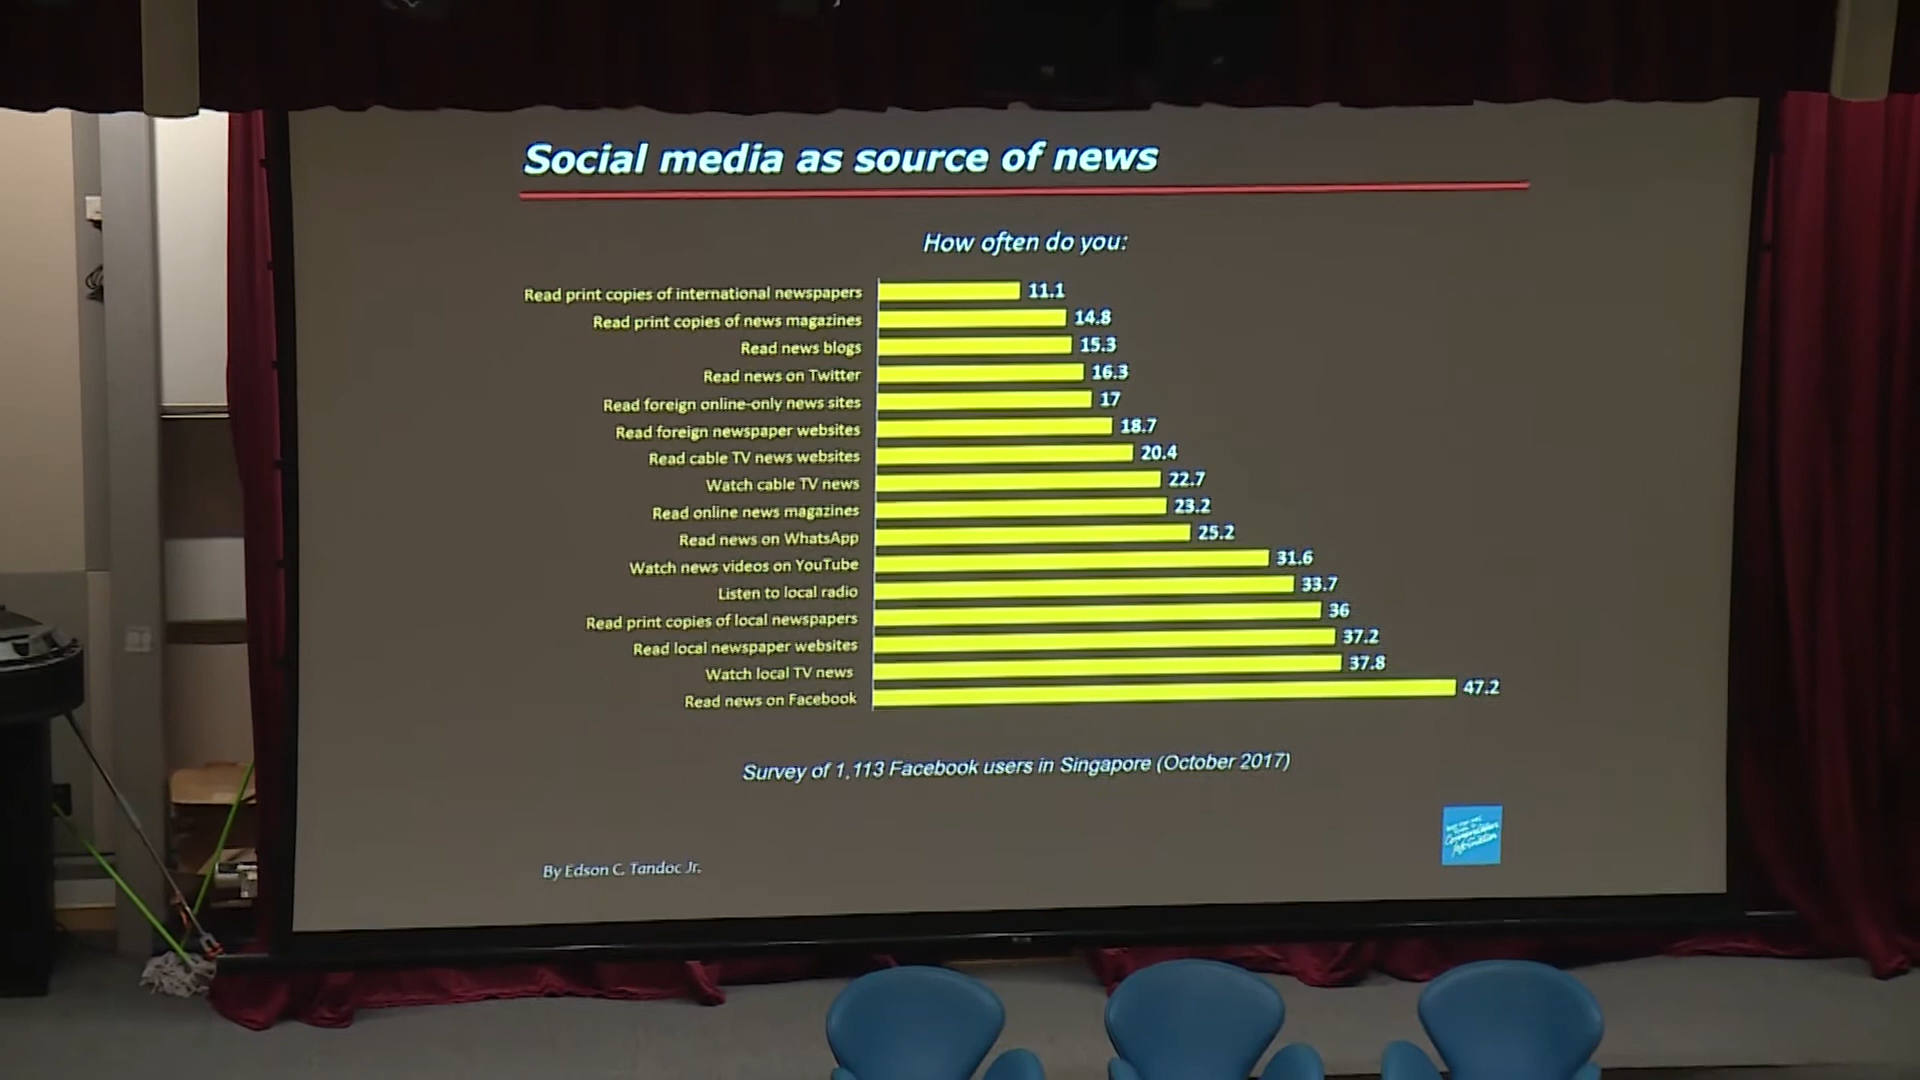 Social media as source of news
How often do you:
Read print copies of international newspapers 11.1
Read print copies of news magazines 14.8
Read news blogs 15.3
Read news on Twitter 16.3
Read foreign online-only news sites 17
Read foreign newspaper websites 18.7
Read cable TV news websites 20.4
Watch cable TV news 22.7
Read online news magazines 23.2
Read news on WhatsApp 25.2
Watch news videos on YouTube 31.6
Listen to local radio 33.7
Read print copies of local newspapers 36
Read local newspaper websites 37.2
Watch local TV news 37.8
Read news on Facebook 47.2
Survey of 1,113 Facebook users in Singapore (October 2017)
Communication
Information
By Edson C. Tandoc Jr.